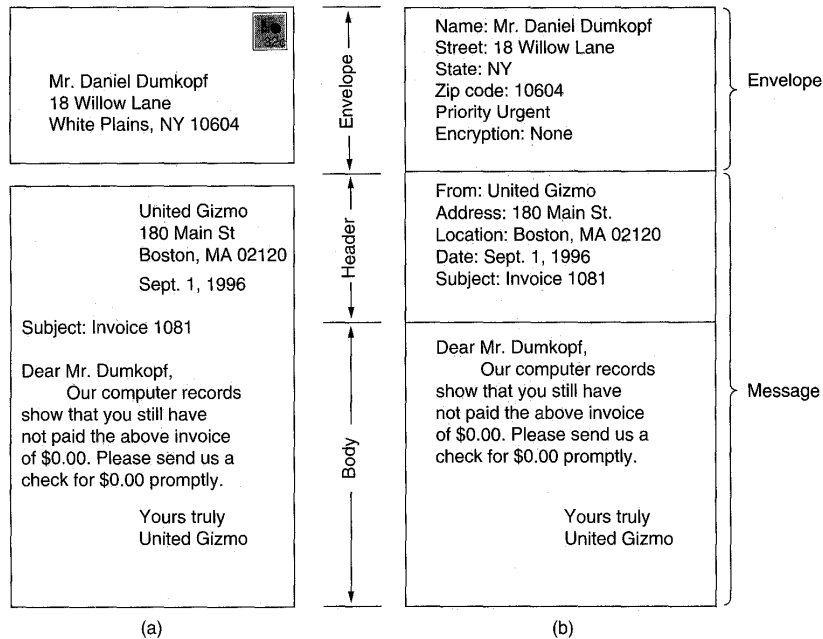 32¢
Mr. Daniel Dumkopf
18 Willow Lane
White Plains, NY 10604
United Gizmo
180 Main St
Boston, MA 02120
Sept. 1, 1996
Subject: Invoice 1081
Dear Mr. Dumkopf,
Our computer records
show that you still have
not paid the above invoice
of $0.00. Please send us a
check for $0.00 promptly.
Yours truly
United Gizmo
(a)
Envelope
Header
Body
Name: Mr. Daniel Dumkopf
Street: 18 Willow Lane
State: NY
Zip code: 10604
Priority Urgent
Encryption: None
From: United Gizmo
Address: 180 Main St.
Location: Boston, MA 02120
Date: Sept. 1, 1996
Subject: Invoice 1081
Dear Mr. Dumkopf,
Our computer records
show that you still have
not paid the above invoice
of $0.00. Please send us a
check for $0.00 promptly.
Yours truly
United Gizmo
(b)
Envelope
Message